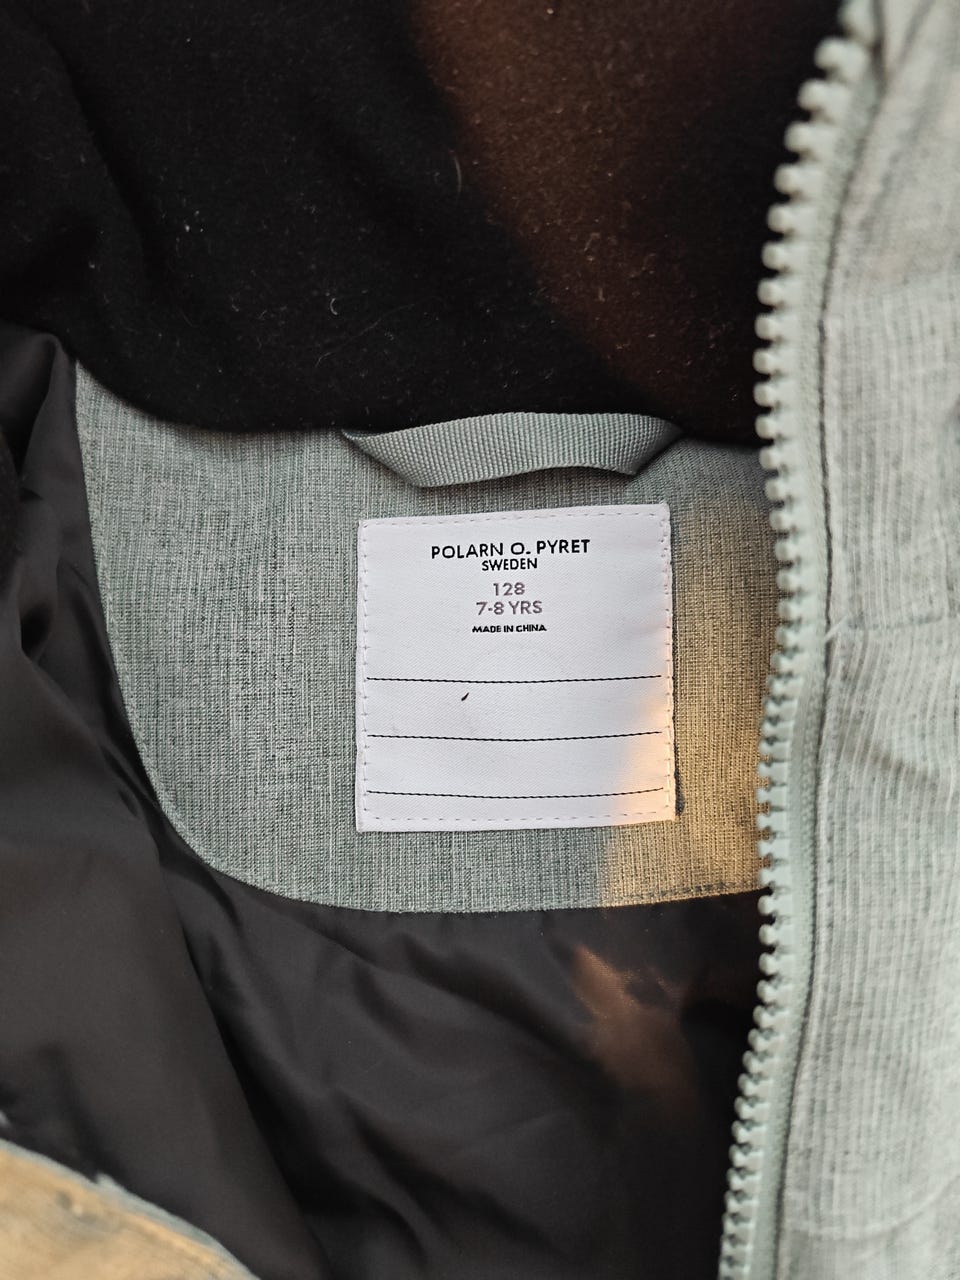 POLARN O. PYRET
SWEDEN
128
7-8 YRS
MADE IN CHINA